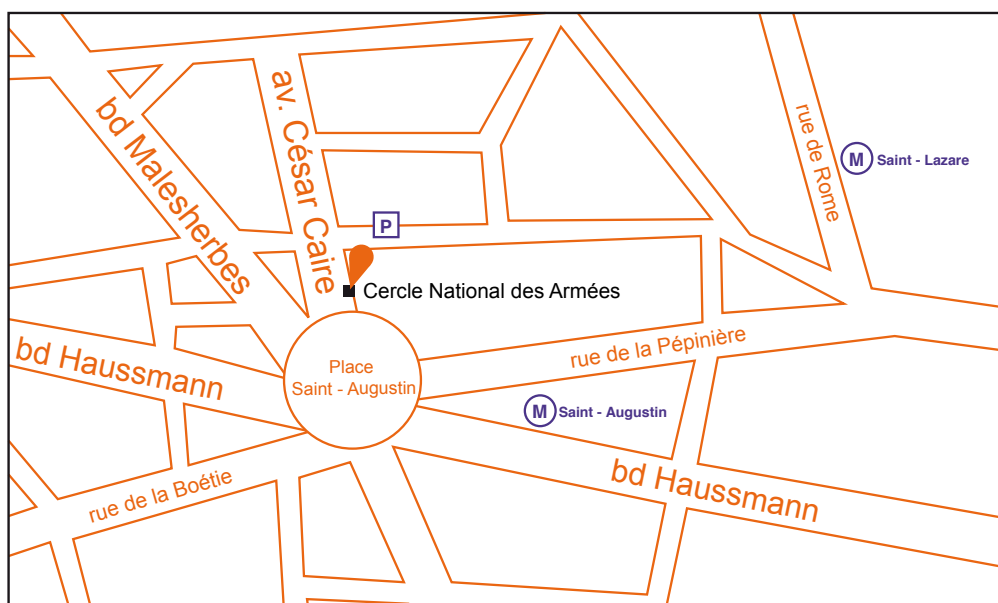 bd Malesherbes
av. César Caire
rue de Rome
M Saint - Lazare
P
Cercle National des Armées
bd Haussmann
Place
Saint - Augustin
rue de la Pépinière
M Saint - Augustin
rue de la Boétie
bd Haussmann